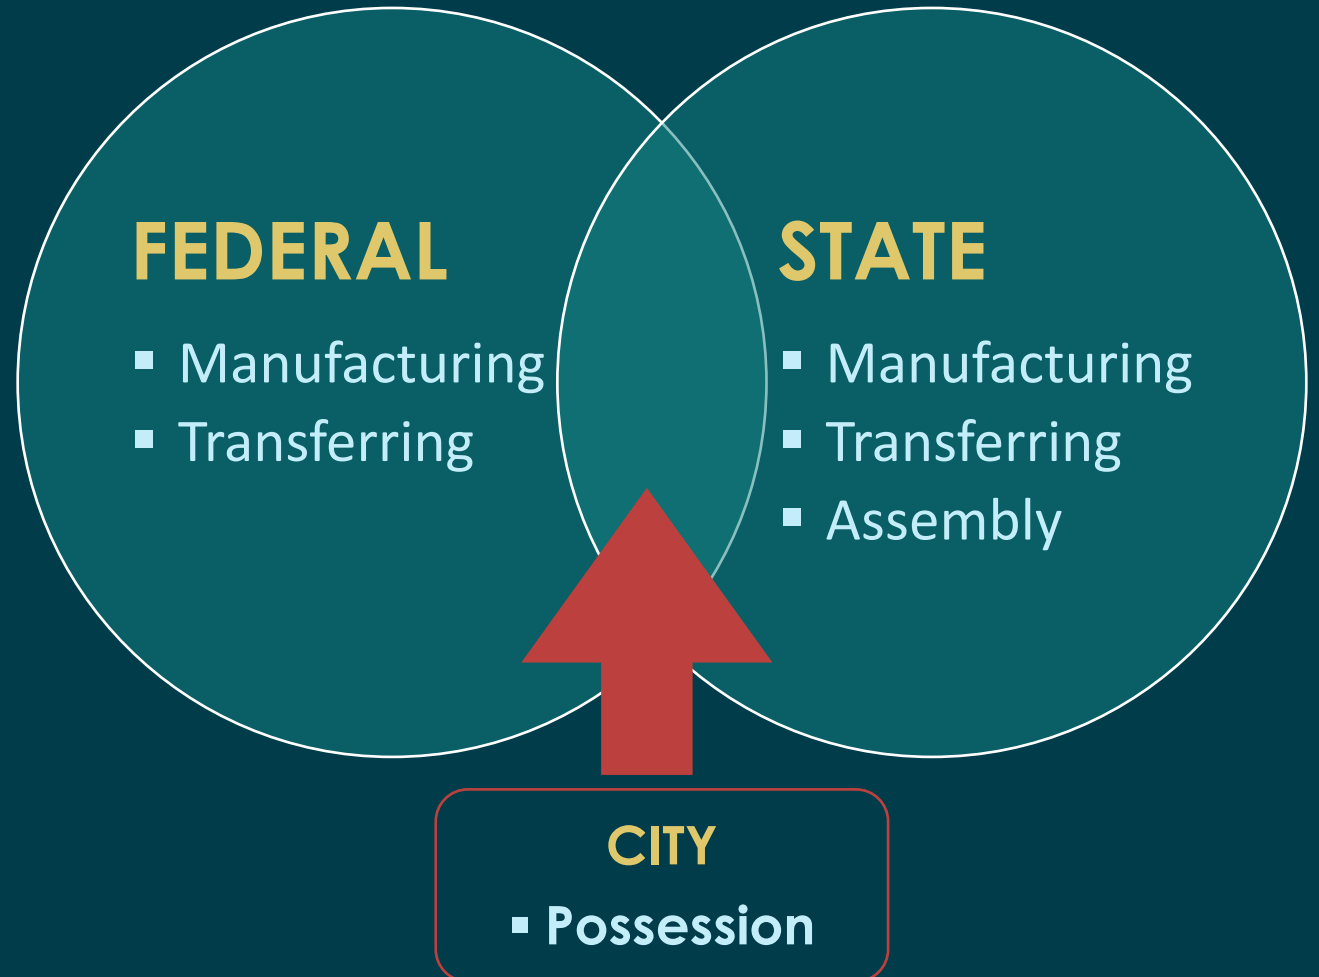 FEDERAL
▪ Manufacturing
▪ Transferring
STATE
▪ Manufacturing
▪ Transferring
▪ Assembly
CITY
▪ Possession